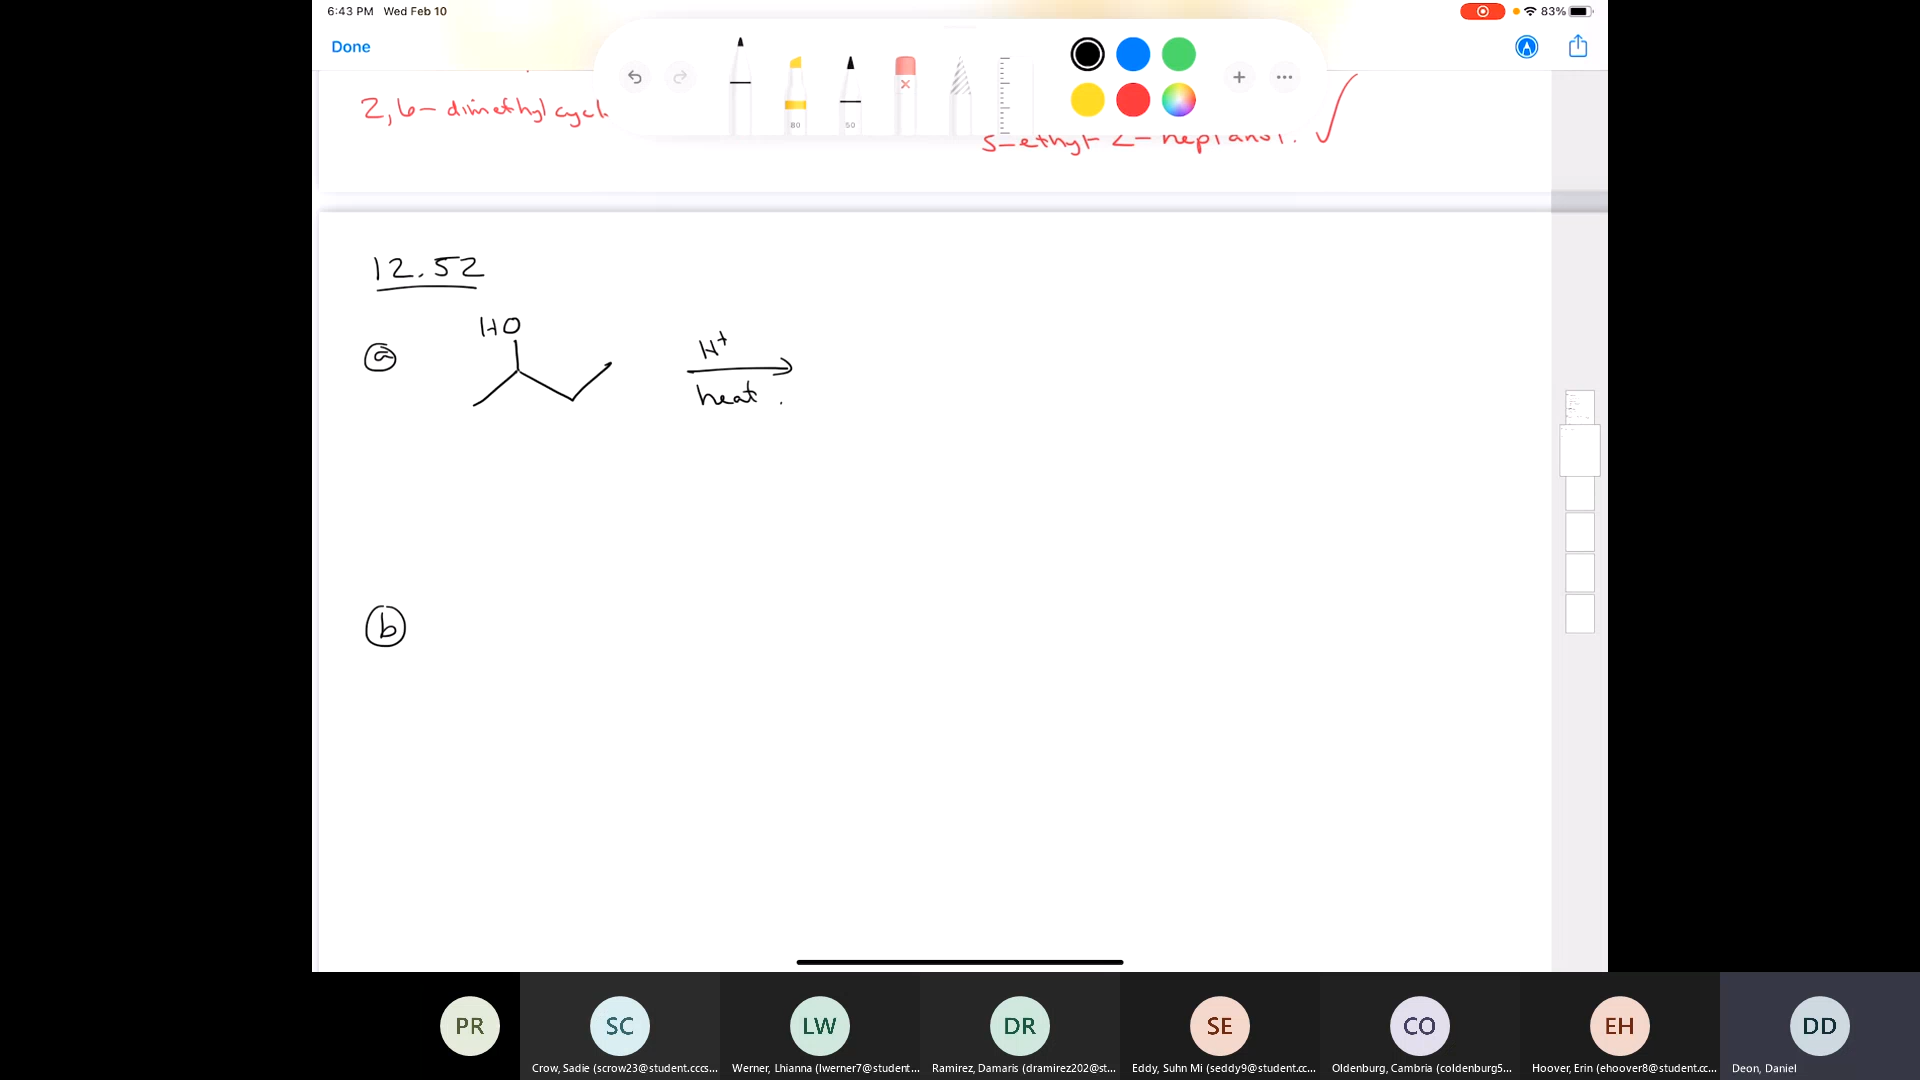 6:43 PM Wed Feb 10
83%
Done
2,6- dimethyl cycl
80
50
5-ethyl 2- heptanol. ✓
12.52
a
HO
H+
heat .
b
PR
SC
LW
DR
SE
CO
EH
DD
Crow, Sadie (scrow23@student.cccs...
Werner, Lhianna (lwerner7@student...
Ramirez, Damaris (dramirez202@st...
Eddy, Suhn Mi (seddy9@student.cc...
Oldenburg, Cambria (coldenburg5...
Hoover, Erin (ehoover8@student.cc...
Deon, Daniel